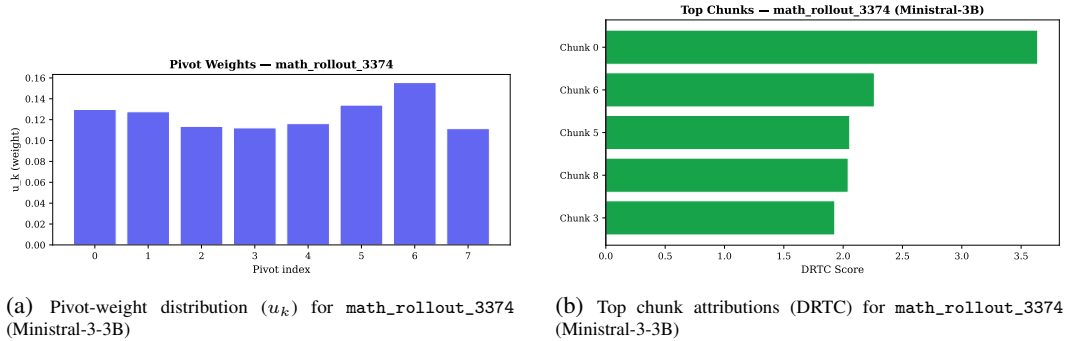 Pivot Weights — math_rollout_3374
0.16
0.14
0.12
0.10
0.08
0.06
0.04
0.02
0.00
u_k (weight)
0 1 2 3 4 5 6 7
Pivot index
(a) Pivot-weight distribution (u_k) for math_rollout_3374
(Ministral-3-3B)
Top Chunks — math_rollout_3374 (Ministral-3B)
Chunk 0
Chunk 6
Chunk 5
Chunk 8
Chunk 3
0.0 0.5 1.0 1.5 2.0 2.5 3.0 3.5
DRTC Score
(b) Top chunk attributions (DRTC) for math_rollout_3374
(Ministral-3-3B)